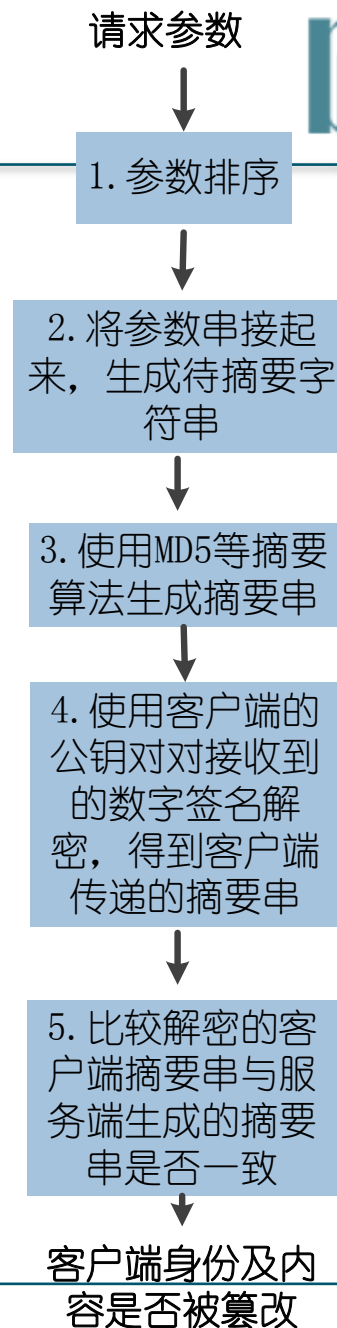 请求参数
1.参数排序
2.将参数串接起
来，生成待摘要字
符串
3.使用MD5等摘要
算法生成摘要串
4.使用客户端的
公钥对对接收到
的数字签名解
密，得到客户端
传递的摘要串
5.比较解密的客
户端摘要串与服
务端生成的摘要
串是否一致
客户端身份及内
容是否被篡改